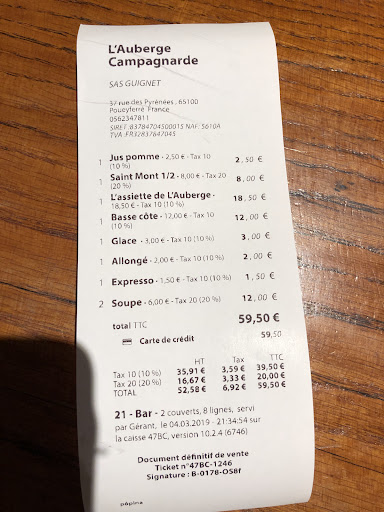 L'Auberge
Campagnarde
SAS GUIGNET
37 rue des Pyrénées, 65100
Poueyferré France
0562347811
SIRET:83784704500015 NAF: 5610A
TVA:FR32837847045
1 Jus pomme - 2,50 € - Tax 10 (10 %) 2,50 €
1 Saint Mont 1/2 - 8,00 € - Tax 20 (20 %) 8,00 €
1 L'assiette de L'Auberge - 18,50 € - Tax 10 (10 %) 18,50 €
1 Basse côte - 12,00 € - Tax 10 (10 %) 12,00 €
1 Glace - 3,00 € - Tax 10 (10 %) 3,00 €
1 Allongé - 2,00 € - Tax 10 (10 %) 2,00 €
1 Expresso - 1,50 € - Tax 10 (10 %) 1,50 €
2 Soupe - 6,00 € - Tax 20 (20 %) 12,00 €
total TTC 59,50 €
Carte de crédit 59,50
HT Tax TTC
Tax 10 (10 %) 35,91 € 3,59 € 39,50 €
Tax 20 (20 %) 16,67 € 3,33 € 20,00 €
TOTAL 52,58 € 6,92 € 59,50 €
21 - Bar - 2 couverts, 8 lignes, servi
par Gérant, le 04.03.2019 - 21:34:54 sur
la caisse 47BC, version 10.2.4 (6746)
Document définitif de vente
Ticket n°47BC-1246
Signature : B-0178-OS8f
pépina